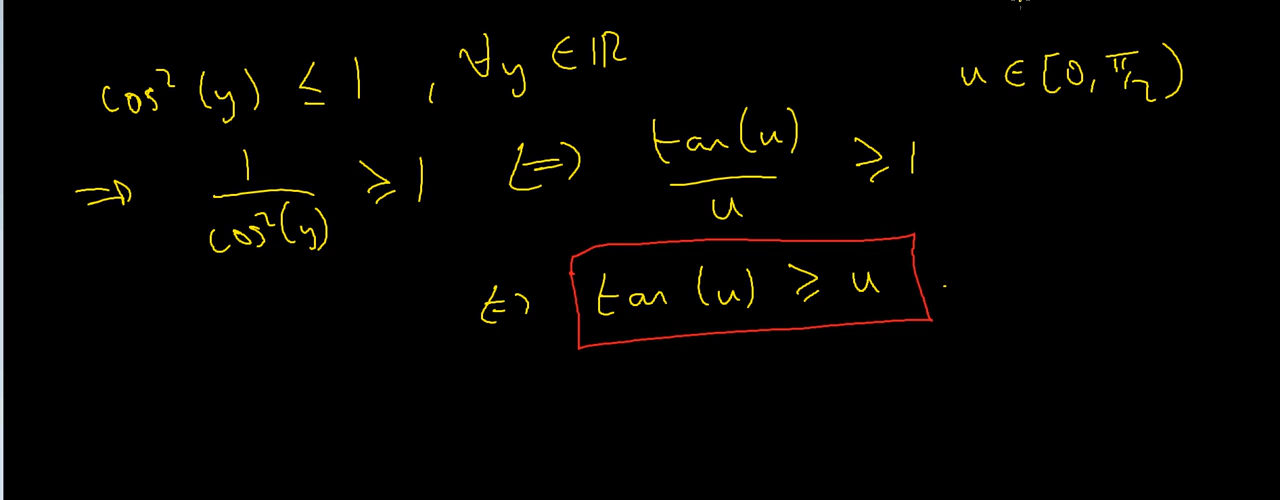 cos²(y) ≤ 1 , ∀y ∈ ℝ u ∈ [0, π/2)
⇒ 1/cos²(y) ≥ 1 ⇔ tan(u)/u ≥ 1
⇔ tan(u) ≥ u .